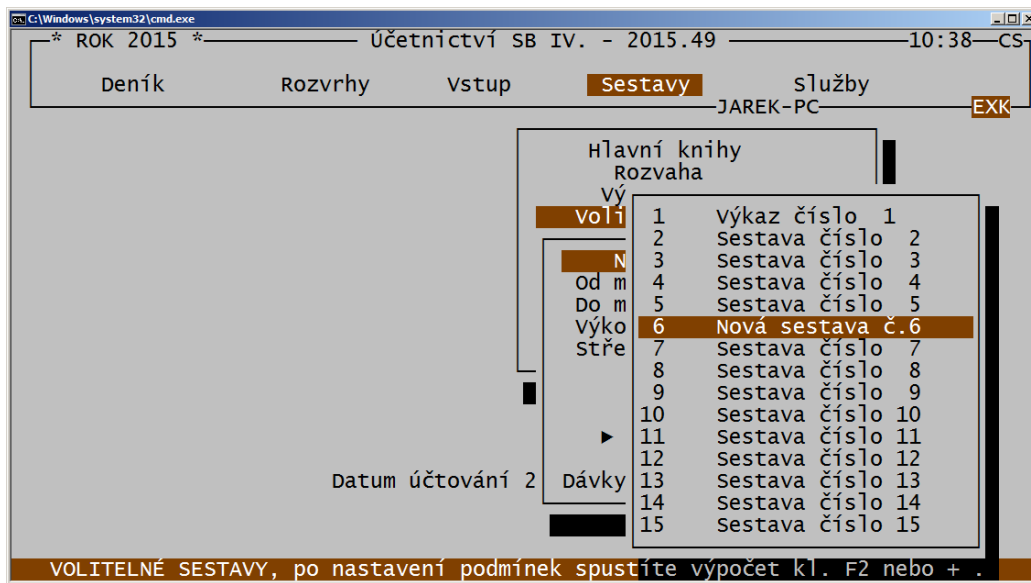 C:\Windows\system32\cmd.exe
* ROK 2015 * Účetnictví SB IV. - 2015.49 10:38 CS
Deník Rozvrhy Vstup Sestavy Služby
JAREK-PC EXK
Hlavní knihy
Rozvaha
Vý
Voli
1 Výkaz číslo 1
2 Sestava číslo 2
N 3 Sestava číslo 3
Od m 4 Sestava číslo 4
Do m 5 Sestava číslo 5
Výko 6 Nová sestava č.6
Stře 7 Sestava číslo 7
8 Sestava číslo 8
9 Sestava číslo 9
10 Sestava číslo 10
► 11 Sestava číslo 11
12 Sestava číslo 12
Datum účtování 2 Dávky 13 Sestava číslo 13
14 Sestava číslo 14
15 Sestava číslo 15
VOLITELNÉ SESTAVY, po nastavení podmínek spustíte výpočet kl. F2 nebo + .